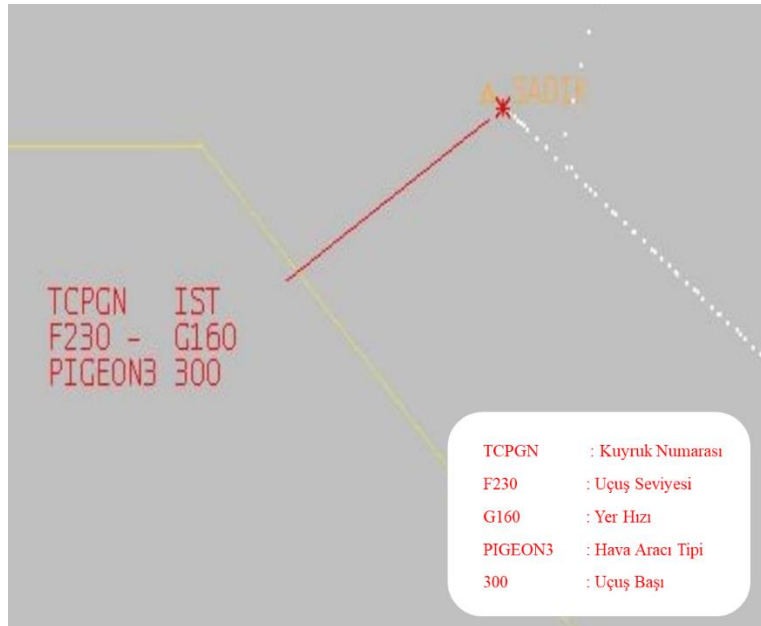 SADIK
TCPGN IST
F230 - G160
PIGEON3 300
TCPGN : Kuyruk Numarası
F230 : Uçuş Seviyesi
G160 : Yer Hızı
PIGEON3 : Hava Aracı Tipi
300 : Uçuş Başı